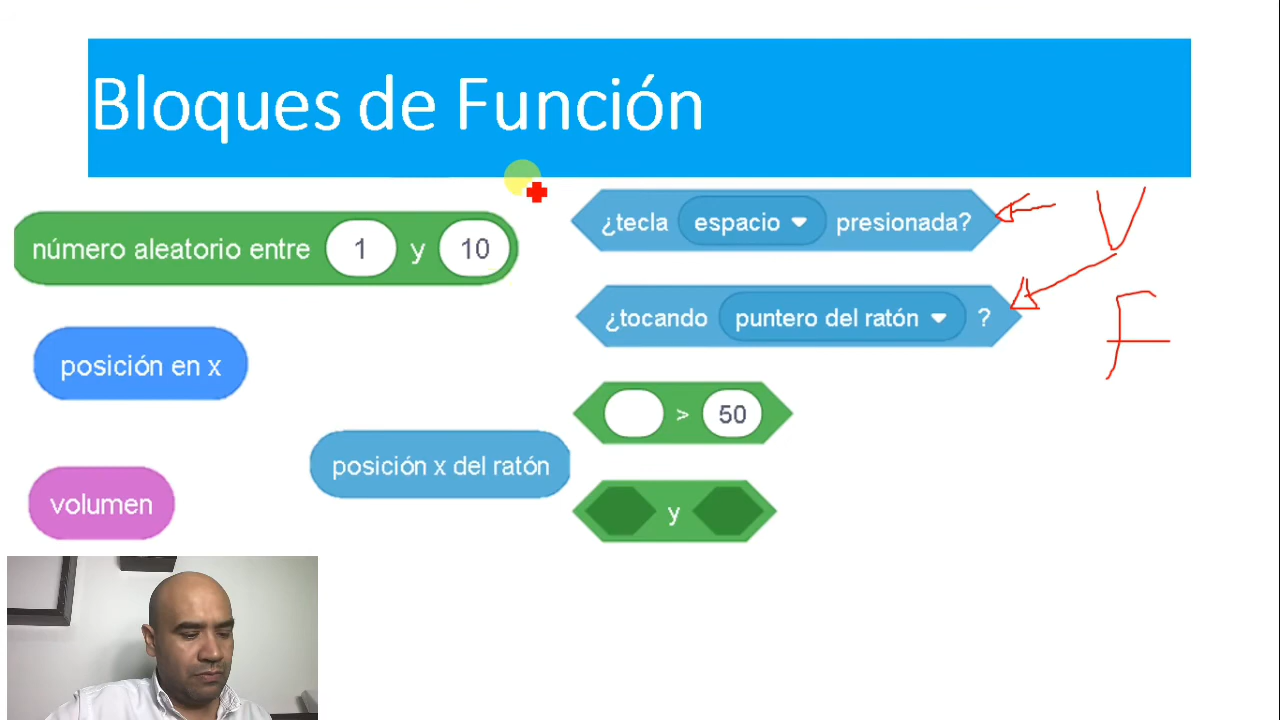 Bloques de Función
número aleatorio entre 1 y 10
¿tecla espacio presionada?
V
¿tocando puntero del ratón ?
F
posición en x
> 50
posición x del ratón
volumen
y